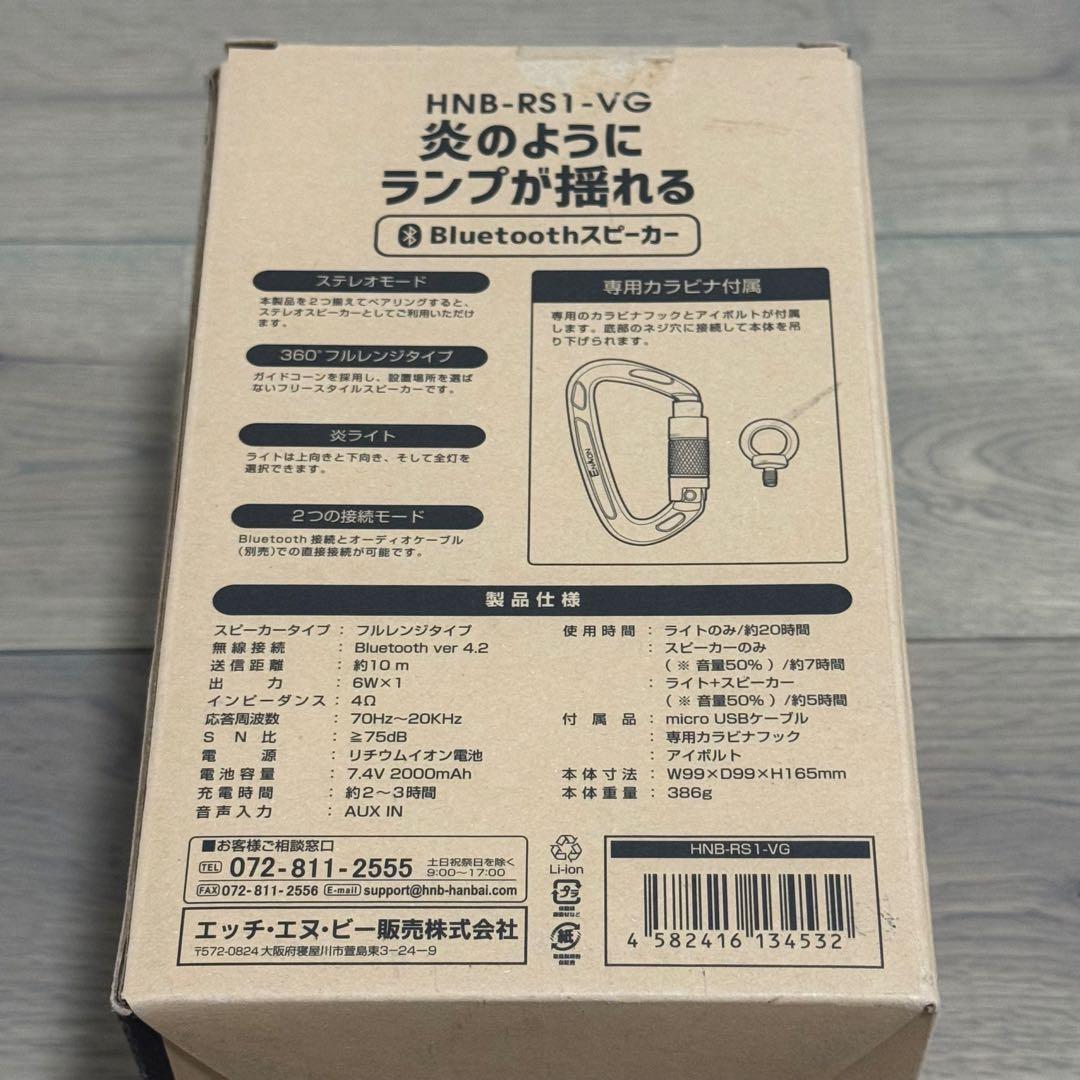 HNB-RS1-VG
炎のように
ランプが揺れる
Bluetoothスピーカー
ステレオモード
本製品を2つ揃えてペアリングすると、
ステレオスピーカーとしてご利用いただけ
ます。
360°フルレンジタイプ
ガイドコーンを採用し、設置場所を選ば
ないフリースタイルスピーカーです。
炎ライト
ライトは上向きと下向き、そして全灯を
選択できます。
2つの接続モード
Bluetooth 接続とオーディオケーブル
(別売)での直接接続が可能です。
専用カラビナ付属
専用のカラビナフックとアイボルトが付属
します。底部のネジ穴に接続して本体を吊
り下げられます。
製品仕様
スピーカータイプ : フルレンジタイプ
無線接続 : Bluetooth ver 4.2
送信距離 : 約10 m
出力 : 6W×1
インピーダンス : 4Ω
応答周波数 : 70Hz～20KHz
SN比 : ≧75dB
電源 : リチウムイオン電池
電池容量 : 7.4V 2000mAh
充電時間 : 約2～3時間
音声入力 : AUX IN
使用時間 : ライトのみ/約20時間
: スピーカーのみ
(※ 音量50% )/約7時間
: ライト+スピーカー
(※ 音量50% )/約5時間
付属品 : micro USBケーブル
: 専用カラビナフック
: アイボルト
本体寸法 : W99×D99×H165mm
本体重量 : 386g
■お客様ご相談窓口
TEL 072-811-2555 土日祝祭日を除く
9:00～17:00
FAX 072-811-2556 E-mail support@hnb-hanbai.com
エッチ・エヌ・ビー販売株式会社
〒572-0824 大阪府寝屋川市萱島東3-24-9
Li-ion
プラ
紙
HNB-RS1-VG
4 582416 134532